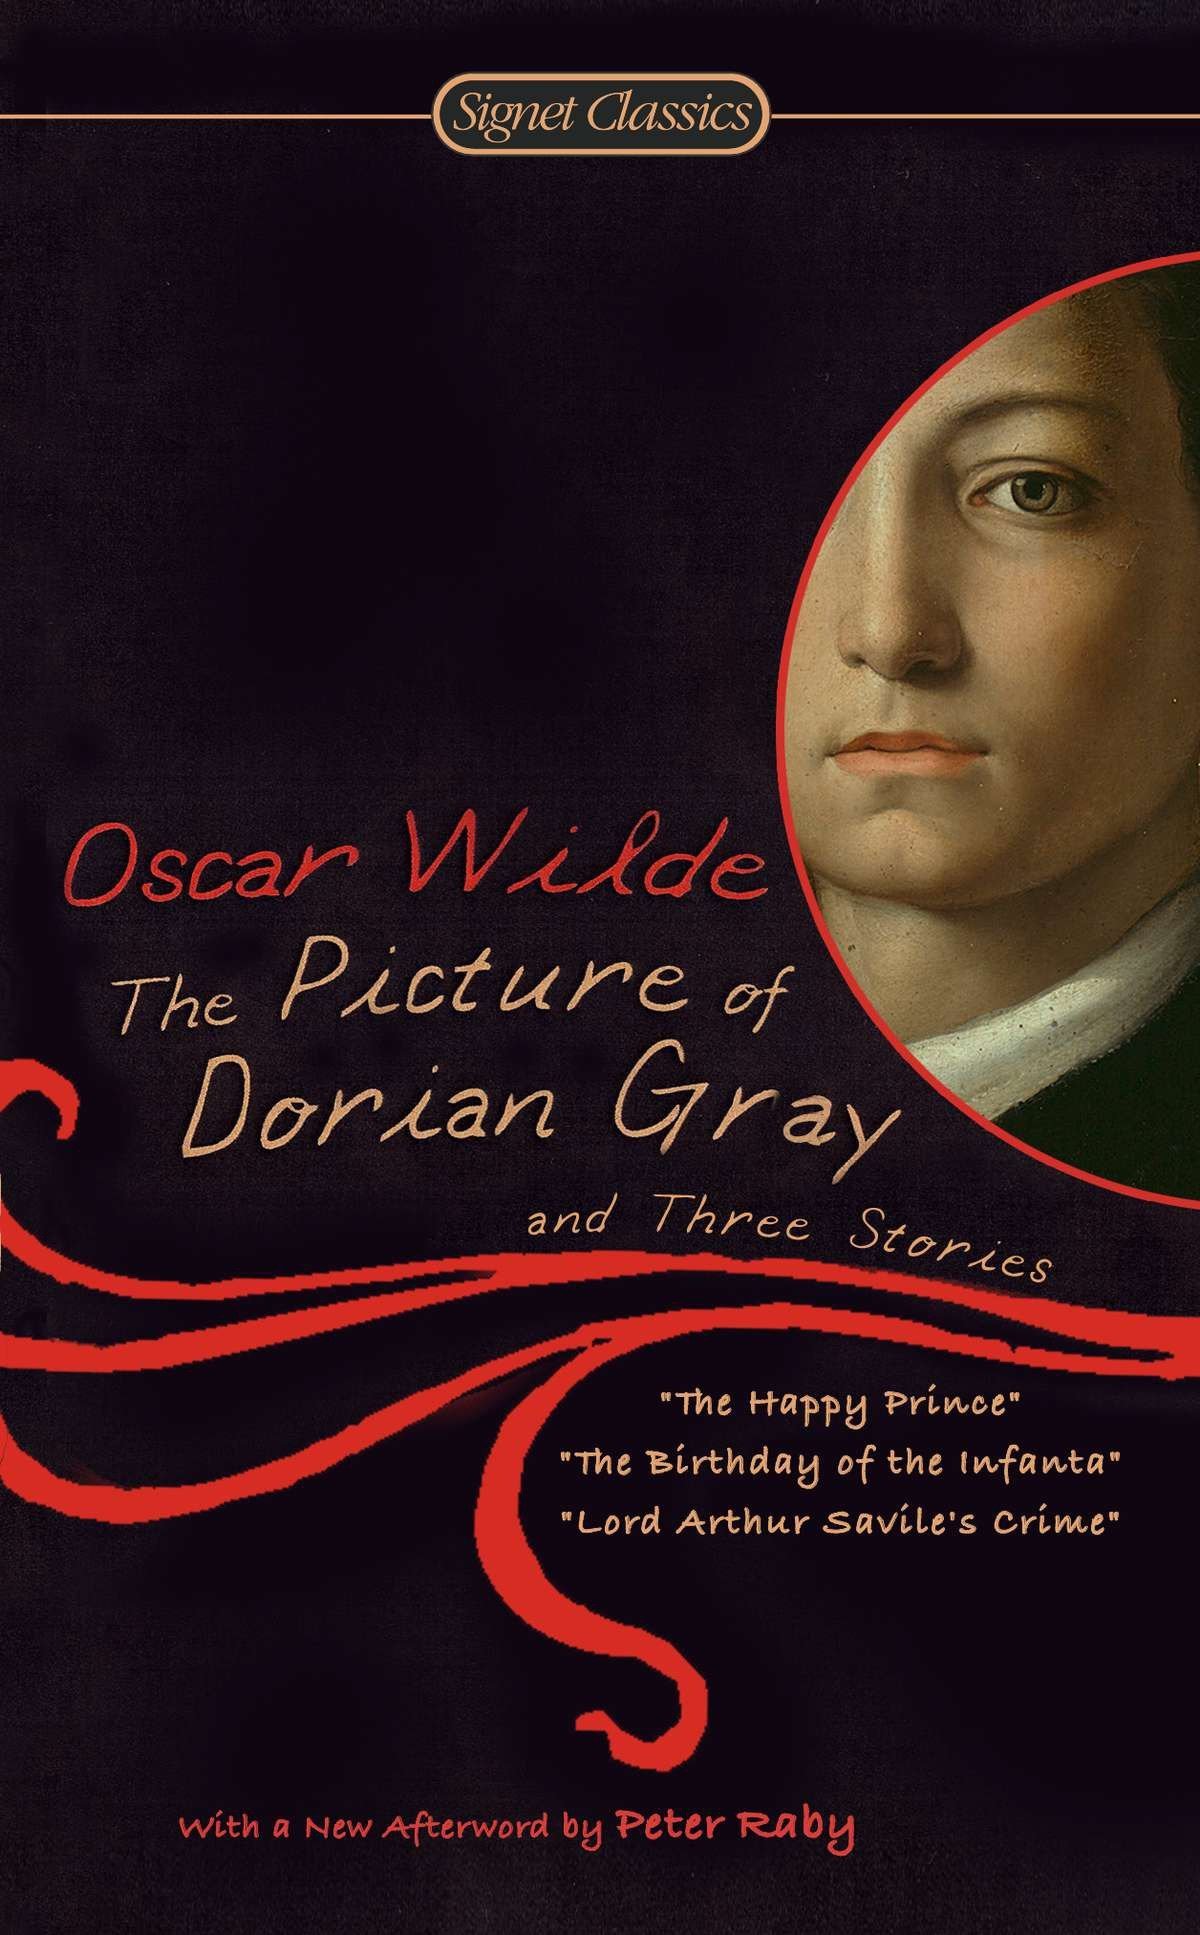 Signet Classics
Oscar Wilde
The Picture of
Dorian Gray
and Three Stories
"The Happy Prince"
"The Birthday of the Infanta"
"Lord Arthur Savile's Crime"
With a New Afterword by Peter Raby